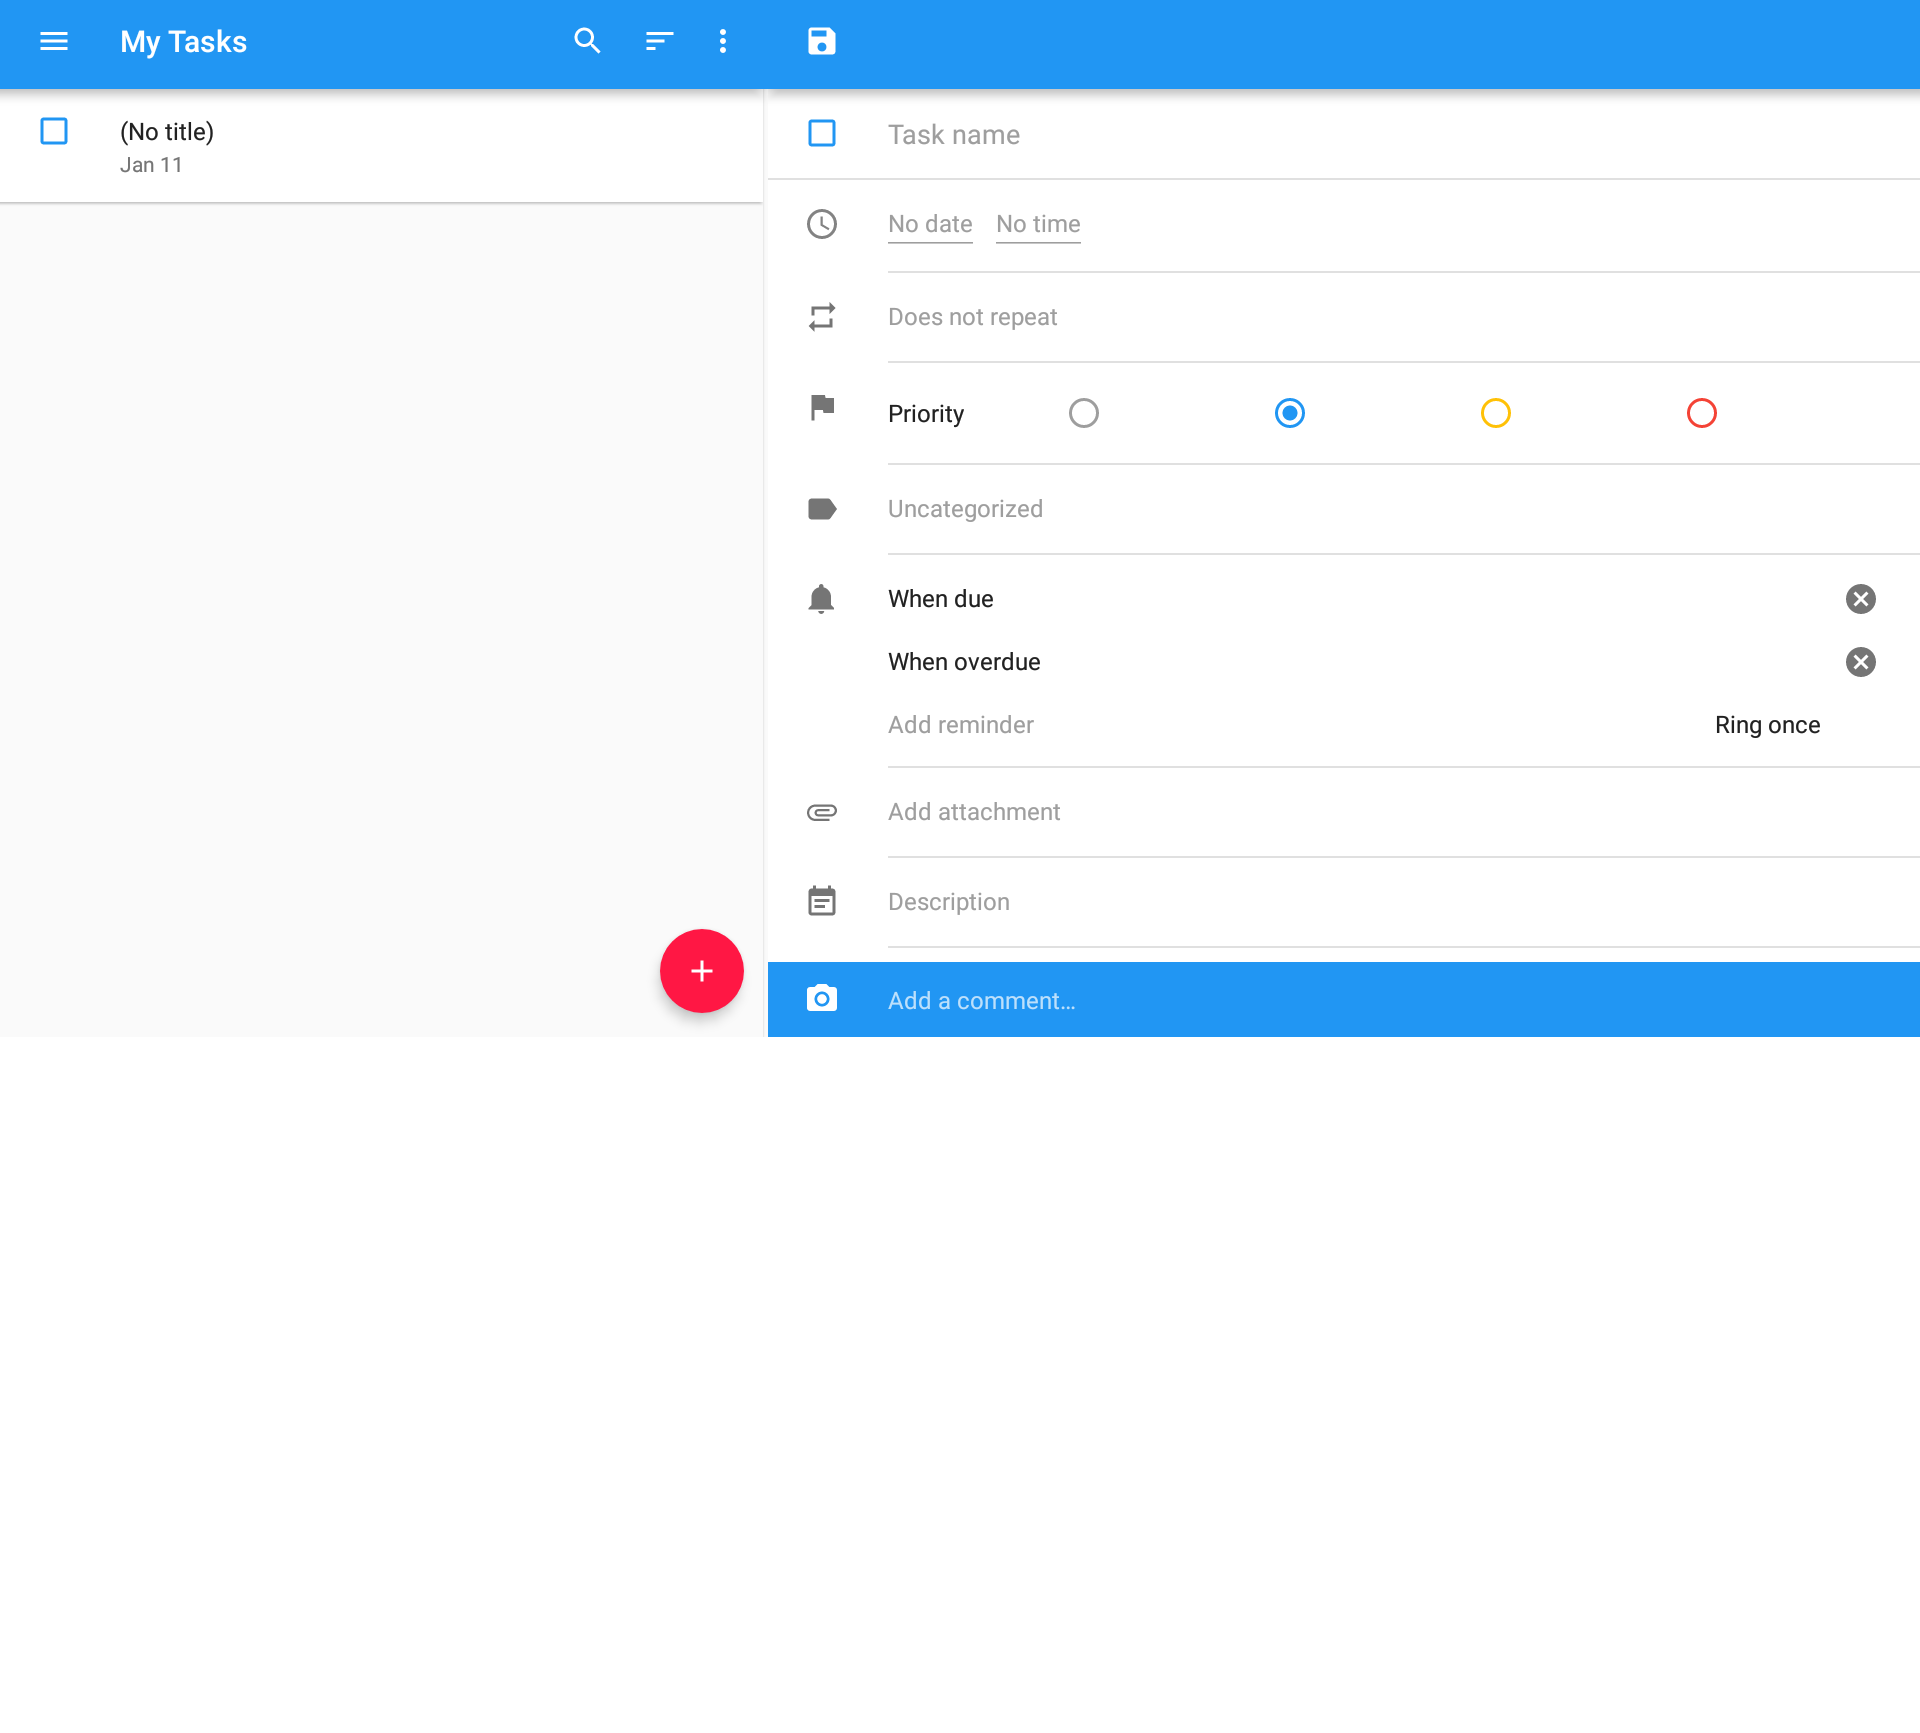 My Tasks
(No title)
Jan 11
Task name
No date No time
Does not repeat
Priority
Uncategorized
When due
When overdue
Add reminder Ring once
Add attachment
Description
Add a comment...